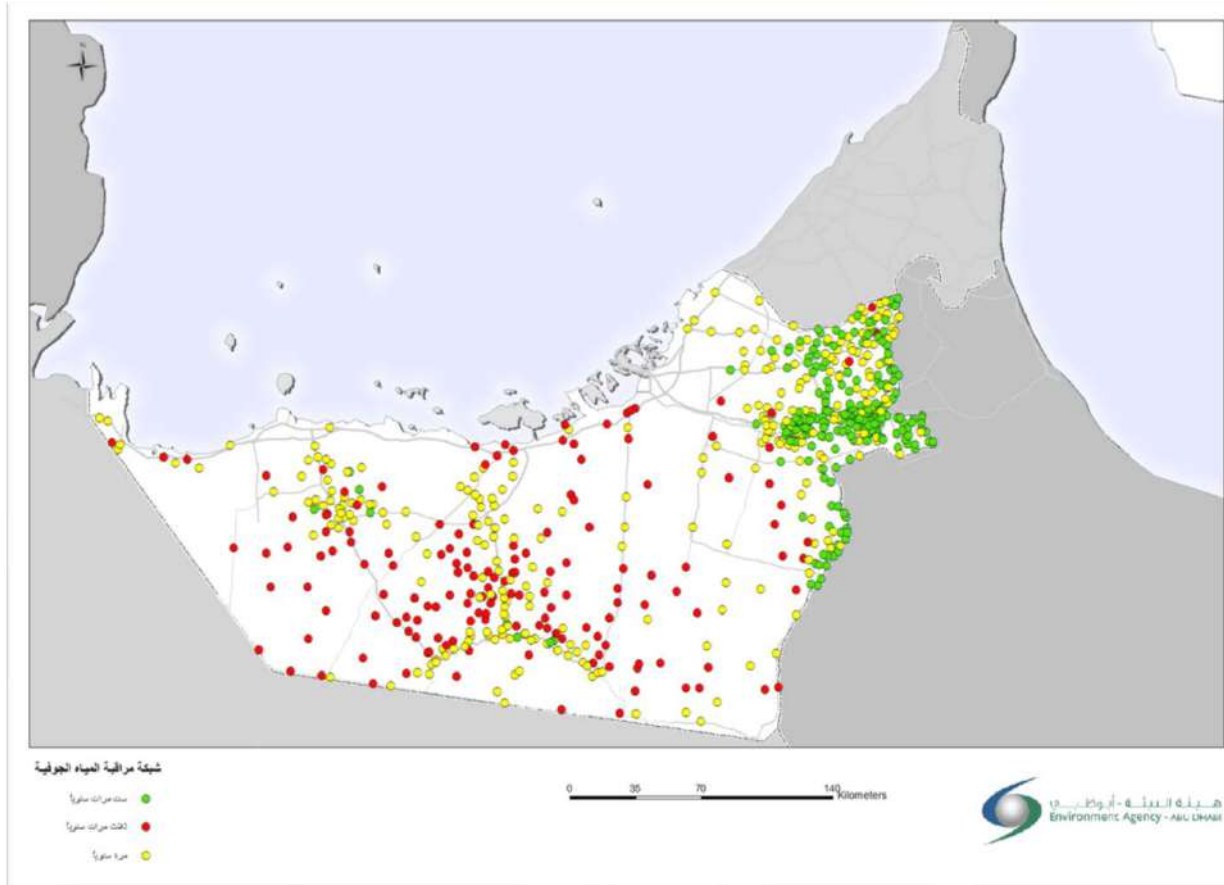 شبكة مراقبة المياه الجوفية
ست مرات سنوياً
ثلاث مرات سنوياً
مرة سنوياً
0 35 70 140
Kilometers
هيئة البيئة - أبوظبي
Environment Agency - ABU DHABI